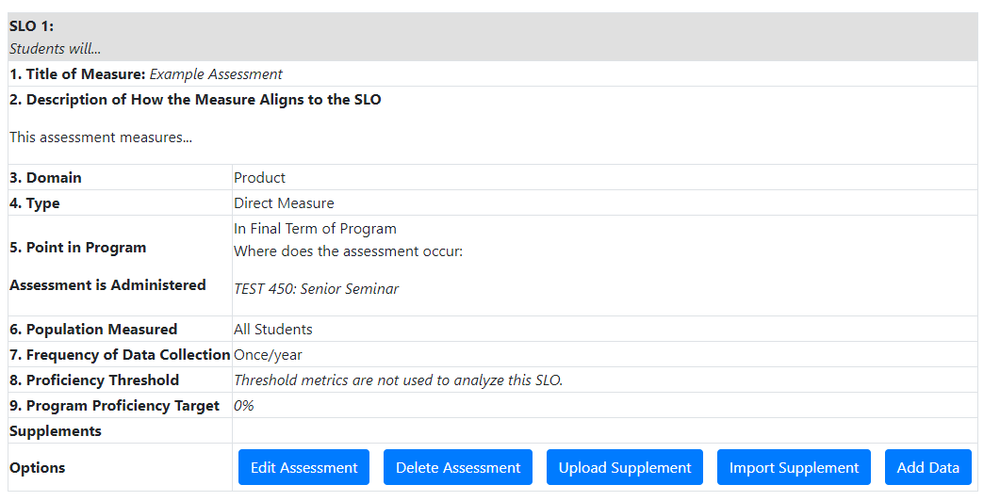 SLO 1:
Students will...
1. Title of Measure: Example Assessment
2. Description of How the Measure Aligns to the SLO
This assessment measures...
3. Domain Product
4. Type Direct Measure
In Final Term of Program
5. Point in Program
Where does the assessment occur:
Assessment is Administered
TEST 450: Senior Seminar
6. Population Measured All Students
7. Frequency of Data Collection Once/year
8. Proficiency Threshold Threshold metrics are not used to analyze this SLO.
9. Program Proficiency Target 0%
Supplements
Options Edit Assessment Delete Assessment Upload Supplement Import Supplement Add Data